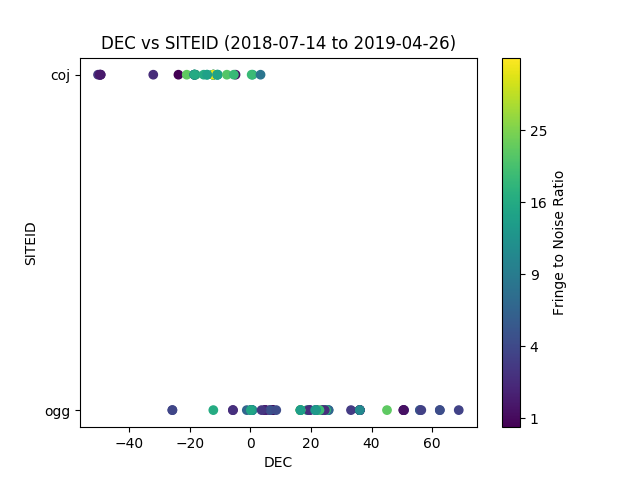 DEC vs SITEID (2018-07-14 to 2019-04-26)
coj
ogg
SITEID
−40 −20 0 20 40 60
DEC
25
16
9
4
1
Fringe to Noise Ratio